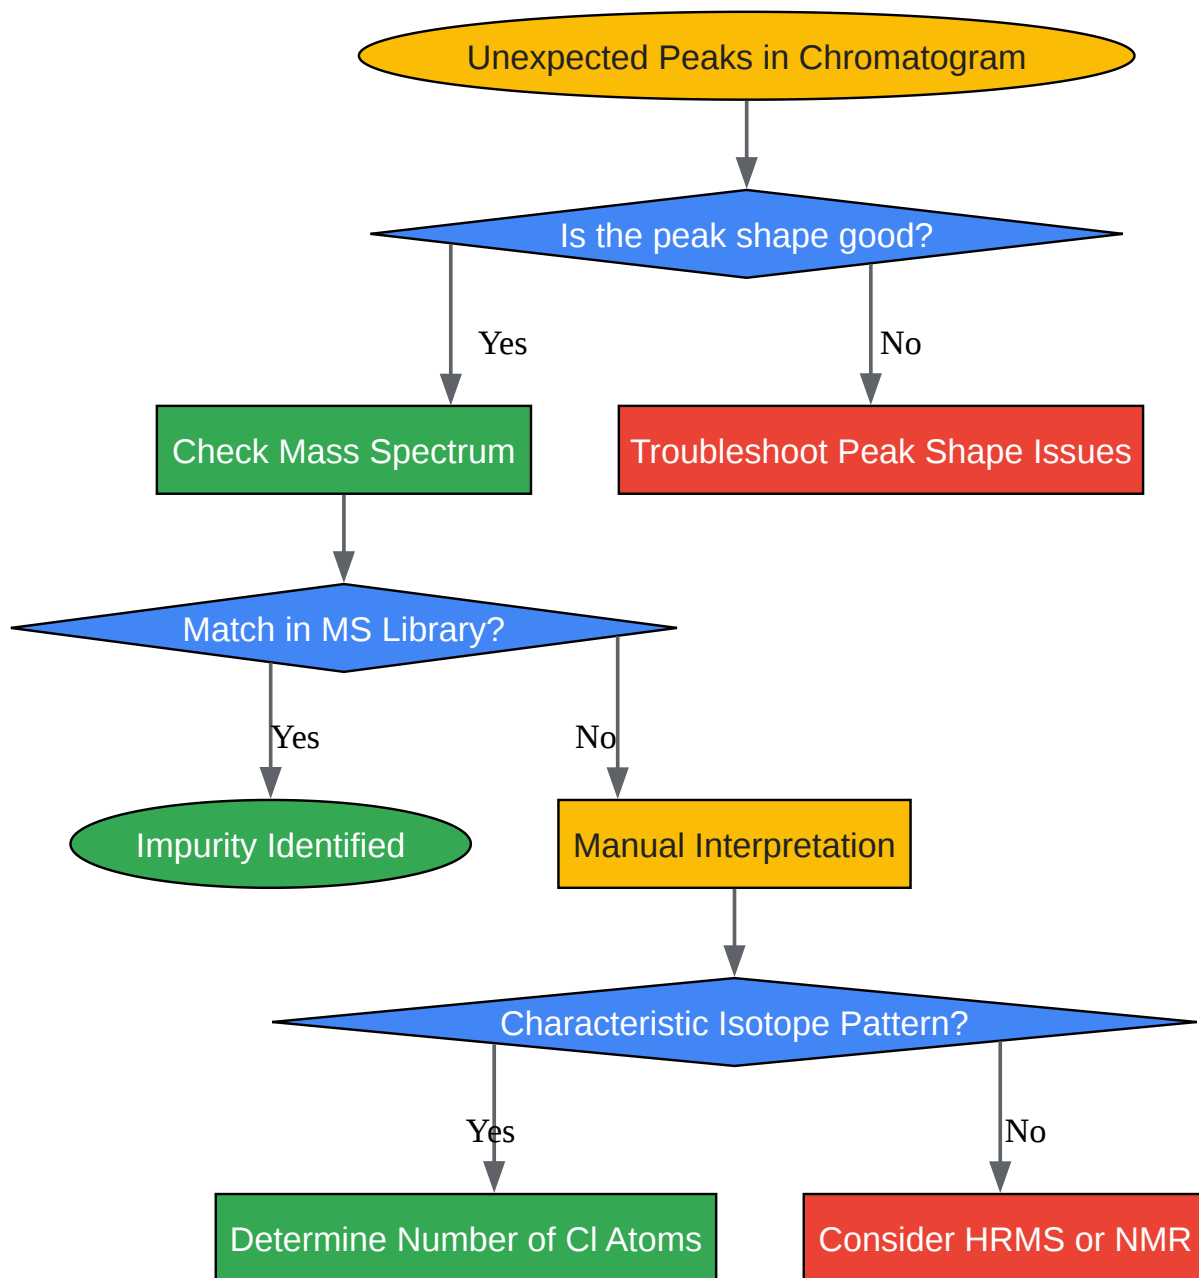 Unexpected Peaks in Chromatogram
Is the peak shape good?
Yes
No
Check Mass Spectrum
Troubleshoot Peak Shape Issues
Match in MS Library?
Yes
No
Impurity Identified
Manual Interpretation
Characteristic Isotope Pattern?
Yes
No
Determine Number of Cl Atoms
Consider HRMS or NMR